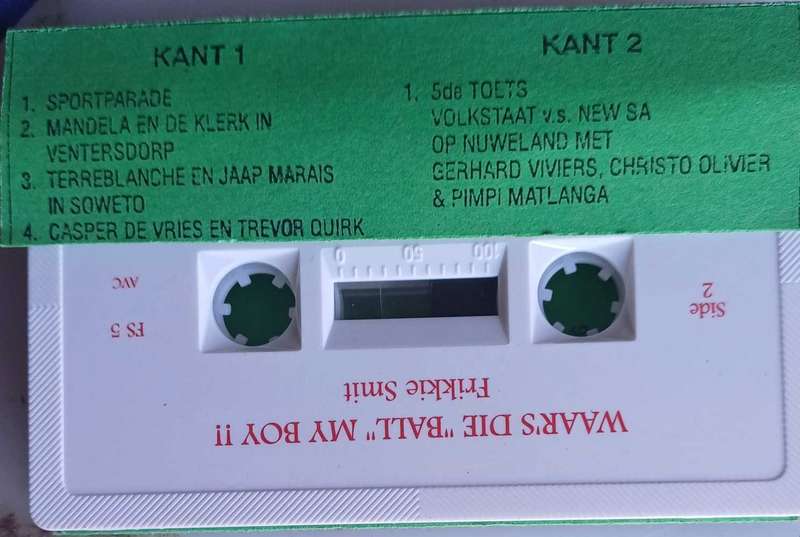 KANT 1
1. SPORTPARADE
2. MANDELA EN DE KLERK IN
VENTERSDORP
3. TERREBLANCHE EN JAAP MARAIS
IN SOWETO
4. CASPER DE VRIES EN TREVOR QUIRK
KANT 2
1. 5de TOETS
VOLKSTAAT v.s. NEW SA
OP NUWELAND MET
GERHARD VIVIERS, CHRISTO OLIVIER
& PIMPI MATLANGA
WAAR'S DIE "BALL" MY BOY !!
Frikkie Smit
Side
2
FS 5
AVC
100 50 0